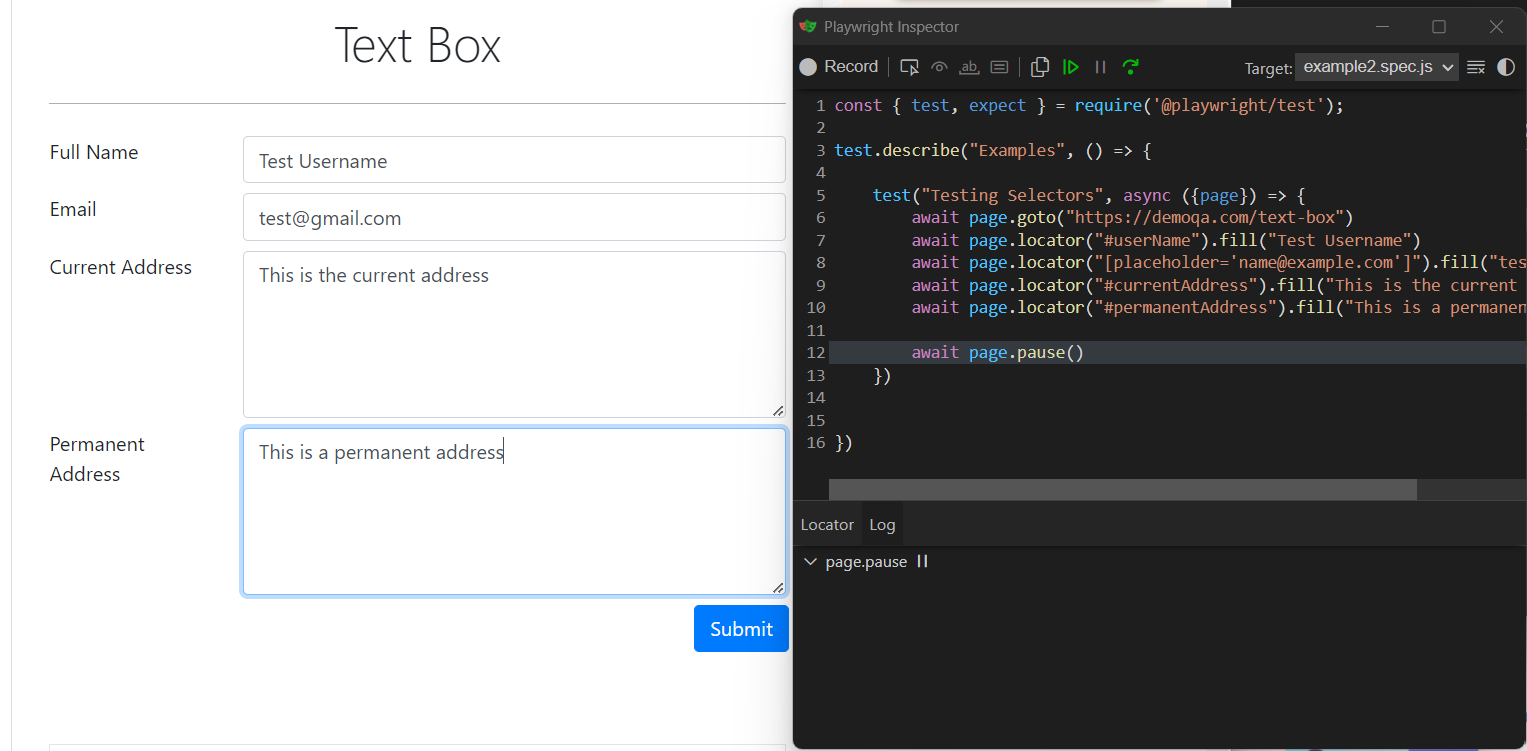 Text Box
Full Name
Test Username
Email
test@gmail.com
Current Address
This is the current address
Permanent
Address
This is a permanent address
Submit
Playwright Inspector
Record
ab
Target: example2.spec.js
1 const { test, expect } = require('@playwright/test');
2
3 test.describe("Examples", () => {
4
5     test("Testing Selectors", async ({page}) => {
6         await page.goto("https://demoqa.com/text-box")
7         await page.locator("#userName").fill("Test Username")
8         await page.locator("[placeholder='name@example.com']").fill("tes
9         await page.locator("#currentAddress").fill("This is the current
10         await page.locator("#permanentAddress").fill("This is a permanen
11
12         await page.pause()
13     })
14
15
16 })
Locator Log
page.pause